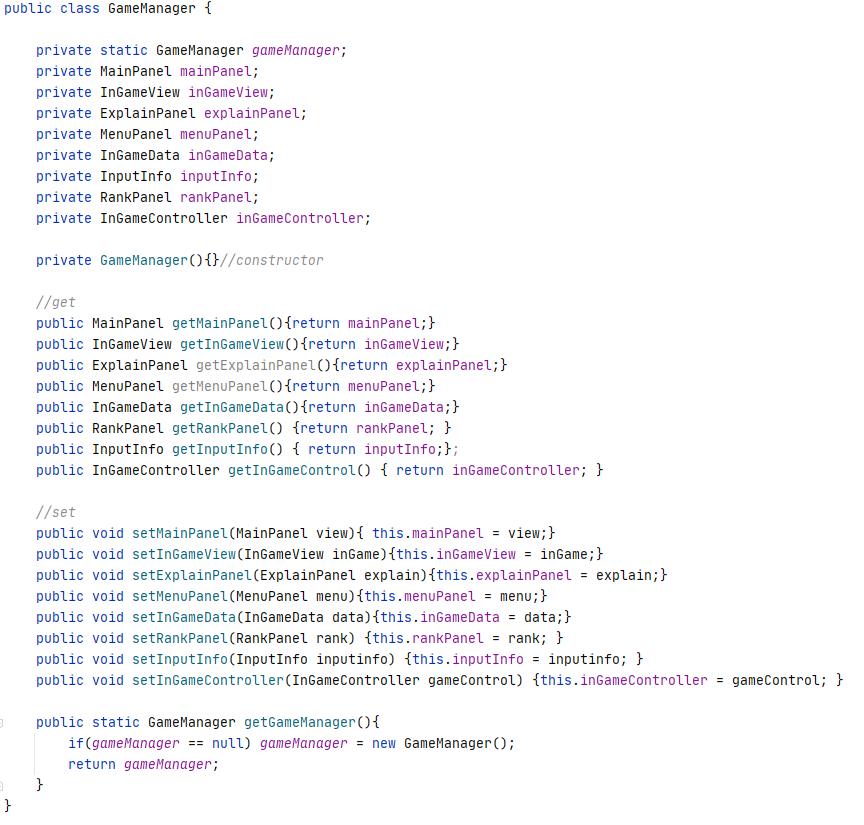 public class GameManager {
    private static GameManager gameManager;
    private MainPanel mainPanel;
    private InGameView inGameView;
    private ExplainPanel explainPanel;
    private MenuPanel menuPanel;
    private InGameData inGameData;
    private InputInfo inputInfo;
    private RankPanel rankPanel;
    private InGameController inGameController;
    private GameManager(){}//constructor
    //get
    public MainPanel getMainPanel(){return mainPanel;}
    public InGameView getInGameView(){return inGameView;}
    public ExplainPanel getExplainPanel(){return explainPanel;}
    public MenuPanel getMenuPanel(){return menuPanel;}
    public InGameData getInGameData(){return inGameData;}
    public RankPanel getRankPanel() {return rankPanel; }
    public InputInfo getInputInfo() { return inputInfo;};
    public InGameController getInGameControl() { return inGameController; }
    //set
    public void setMainPanel(MainPanel view){ this.mainPanel = view;}
    public void setInGameView(InGameView inGame){this.inGameView = inGame;}
    public void setExplainPanel(ExplainPanel explain){this.explainPanel = explain;}
    public void setMenuPanel(MenuPanel menu){this.menuPanel = menu;}
    public void setInGameData(InGameData data){this.inGameData = data;}
    public void setRankPanel(RankPanel rank) {this.rankPanel = rank; }
    public void setInputInfo(InputInfo inputinfo) {this.inputInfo = inputinfo; }
    public void setInGameController(InGameController gameControl) {this.inGameController = gameControl; }
    public static GameManager getGameManager(){
        if(gameManager == null) gameManager = new GameManager();
        return gameManager;
    }
}